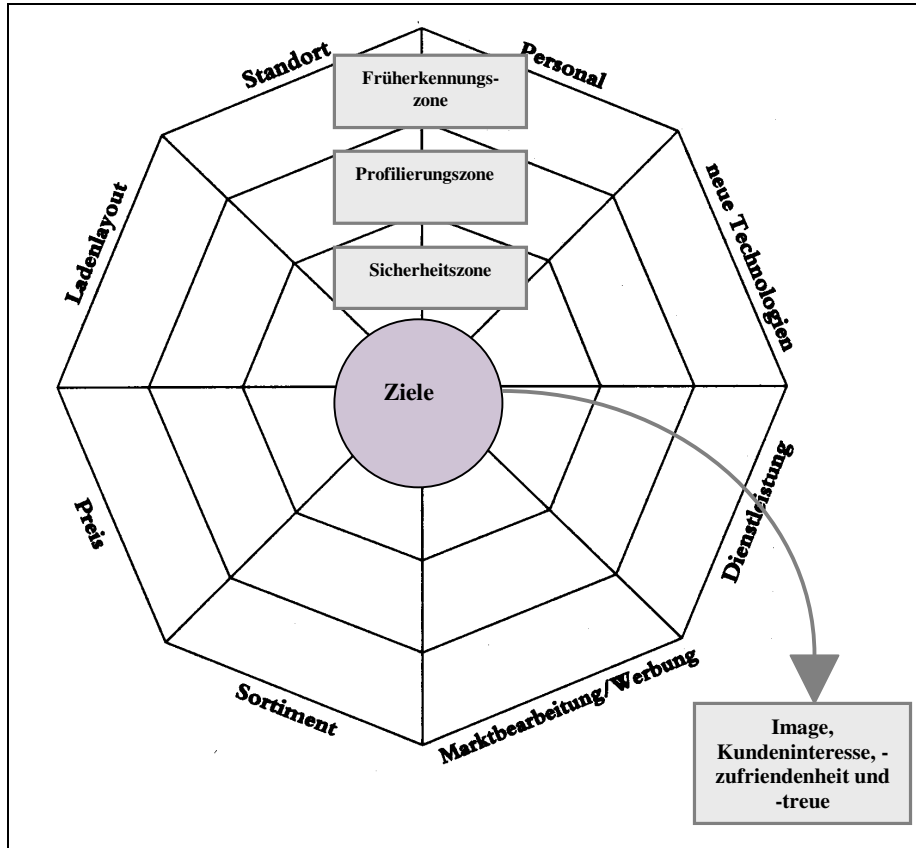 Standort
Personal
Früherkennungs-
zone
Profilierungszone
Sicherheitszone
Ladenlayout
neue Technologien
Ziele
Preis
Dienstleistung
Sortiment
Marktbearbeitung/Werbung
Image,
Kundeninteresse, -
zufriendenheit und
-treue